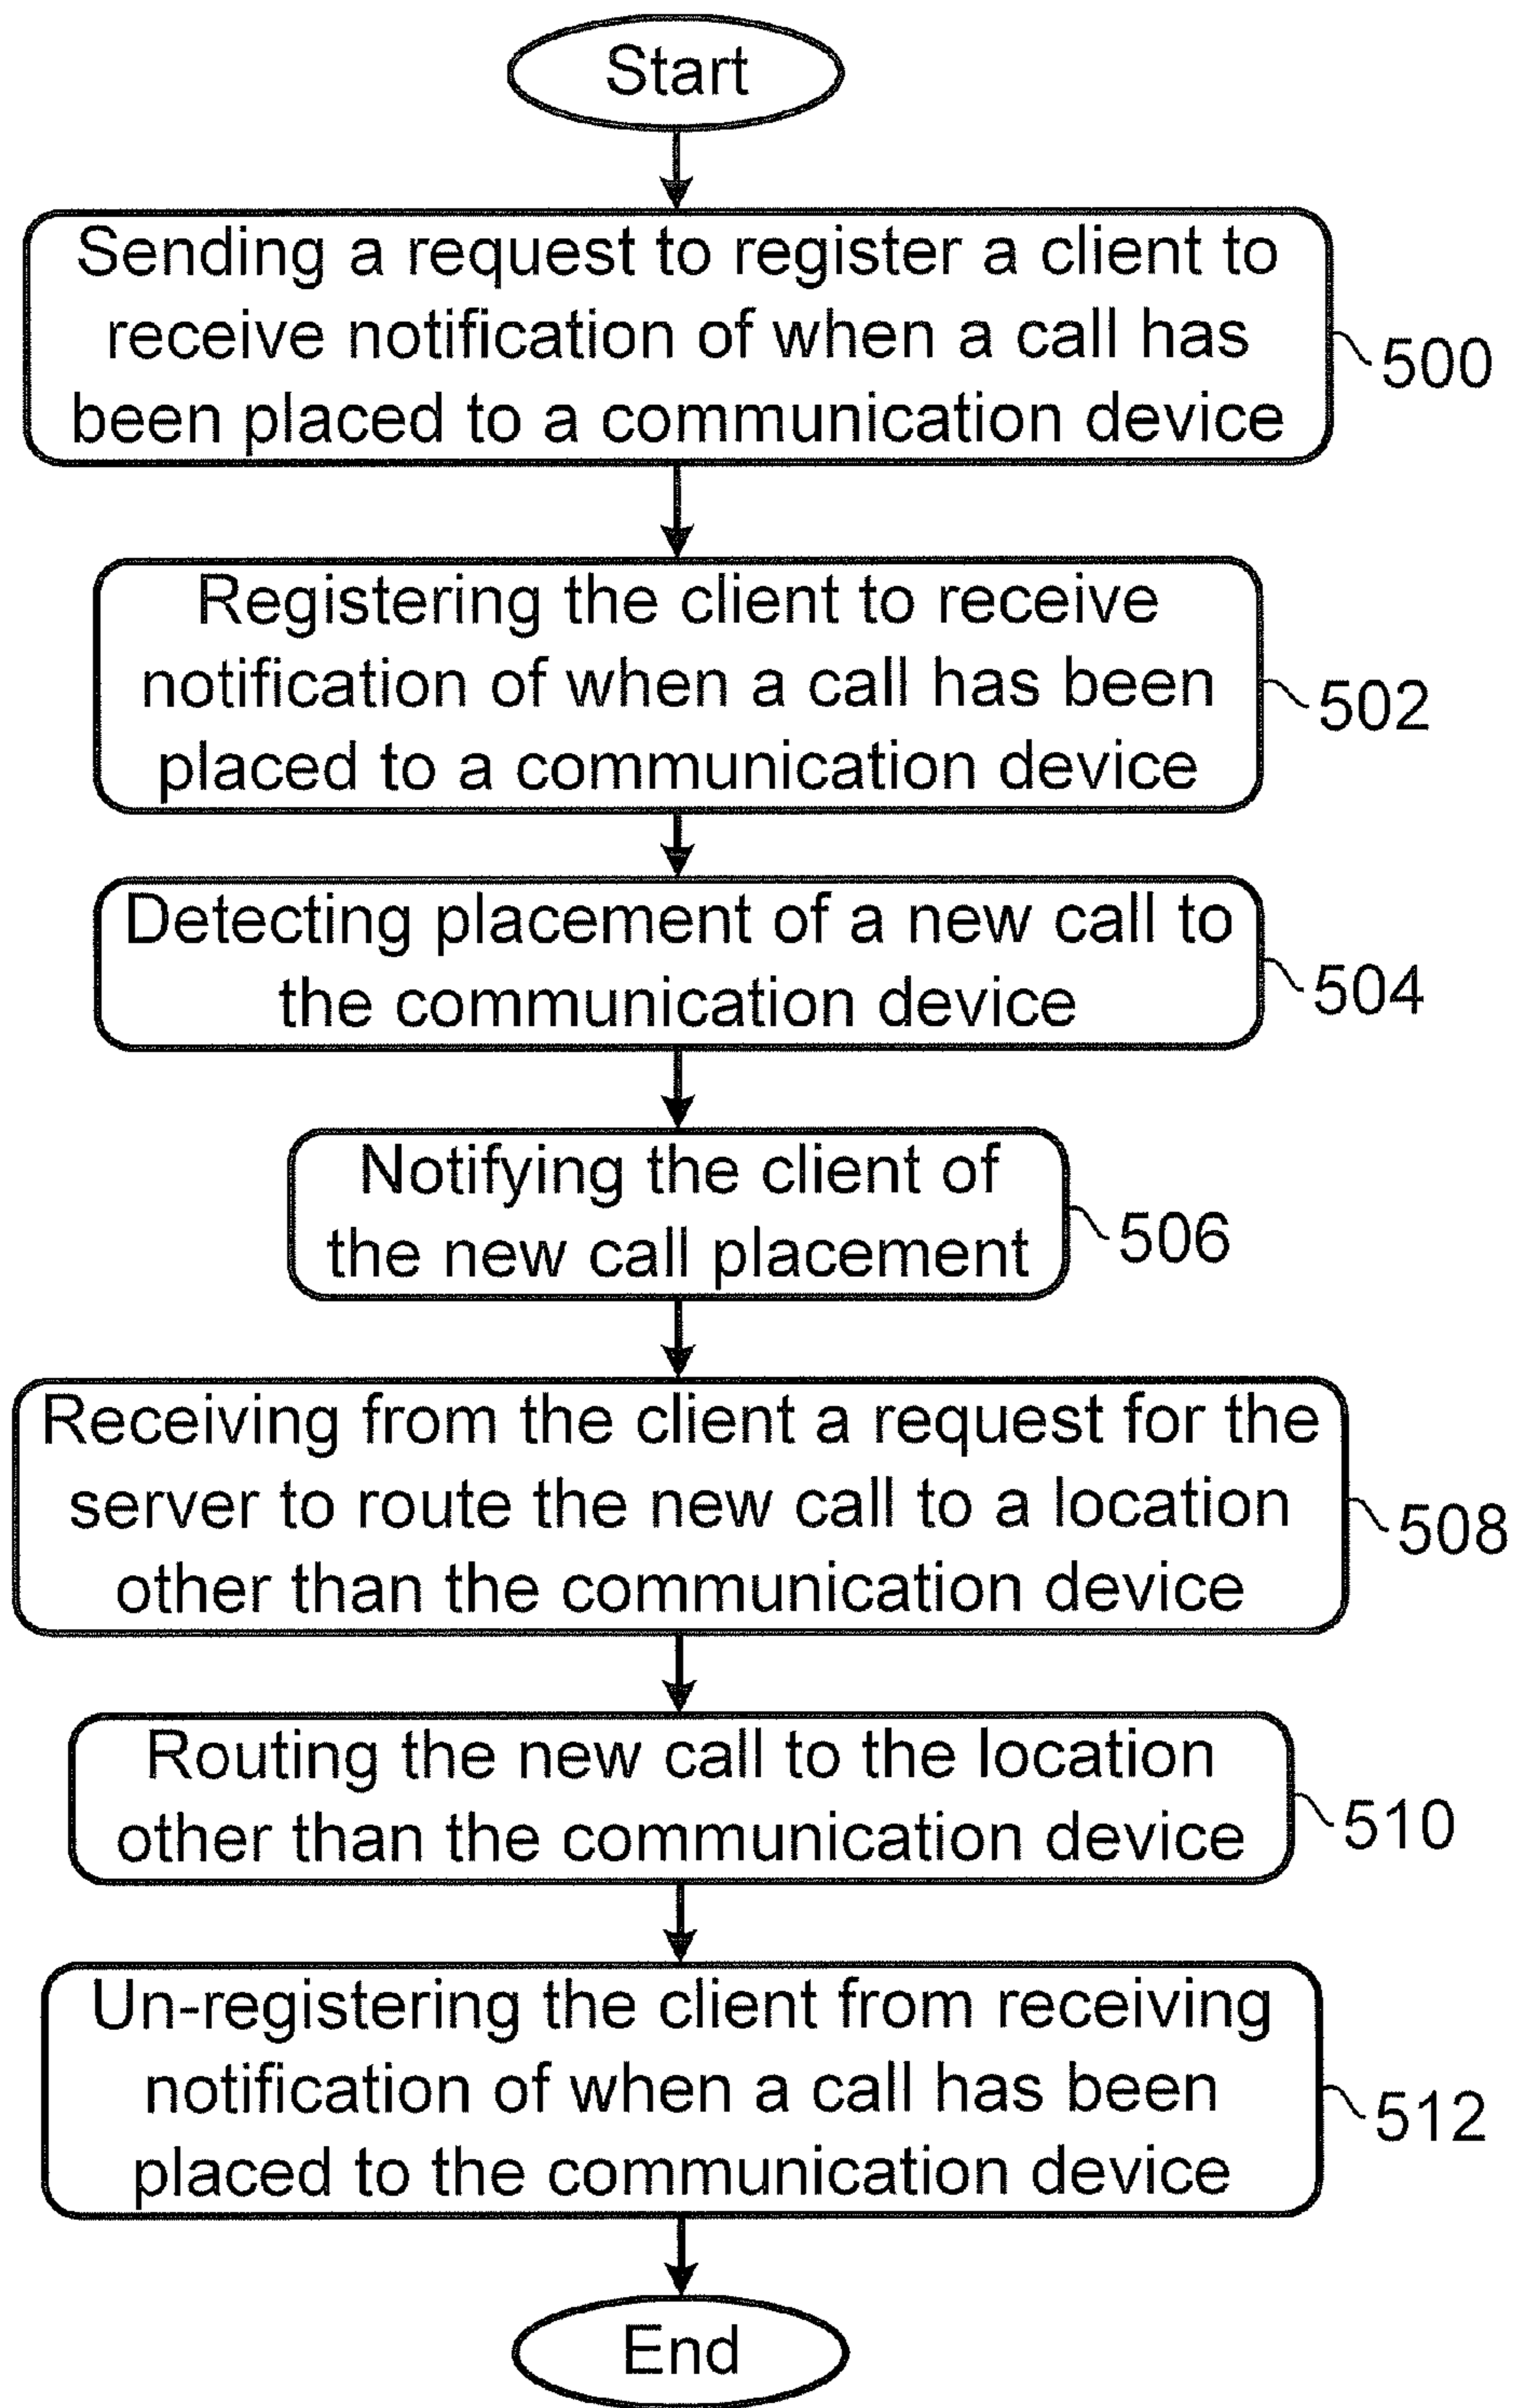 Start
Sending a request to register a client to
receive notification of when a call has
been placed to a communication device
500
Registering the client to receive
notification of when a call has been
placed to a communication device
502
Detecting placement of a new call to
the communication device
504
Notifying the client of
the new call placement
506
Receiving from the client a request for the
server to route the new call to a location
other than the communication device
508
Routing the new call to the location
other than the communication device
510
Un-registering the client from receiving
notification of when a call has been
placed to the communication device
512
End